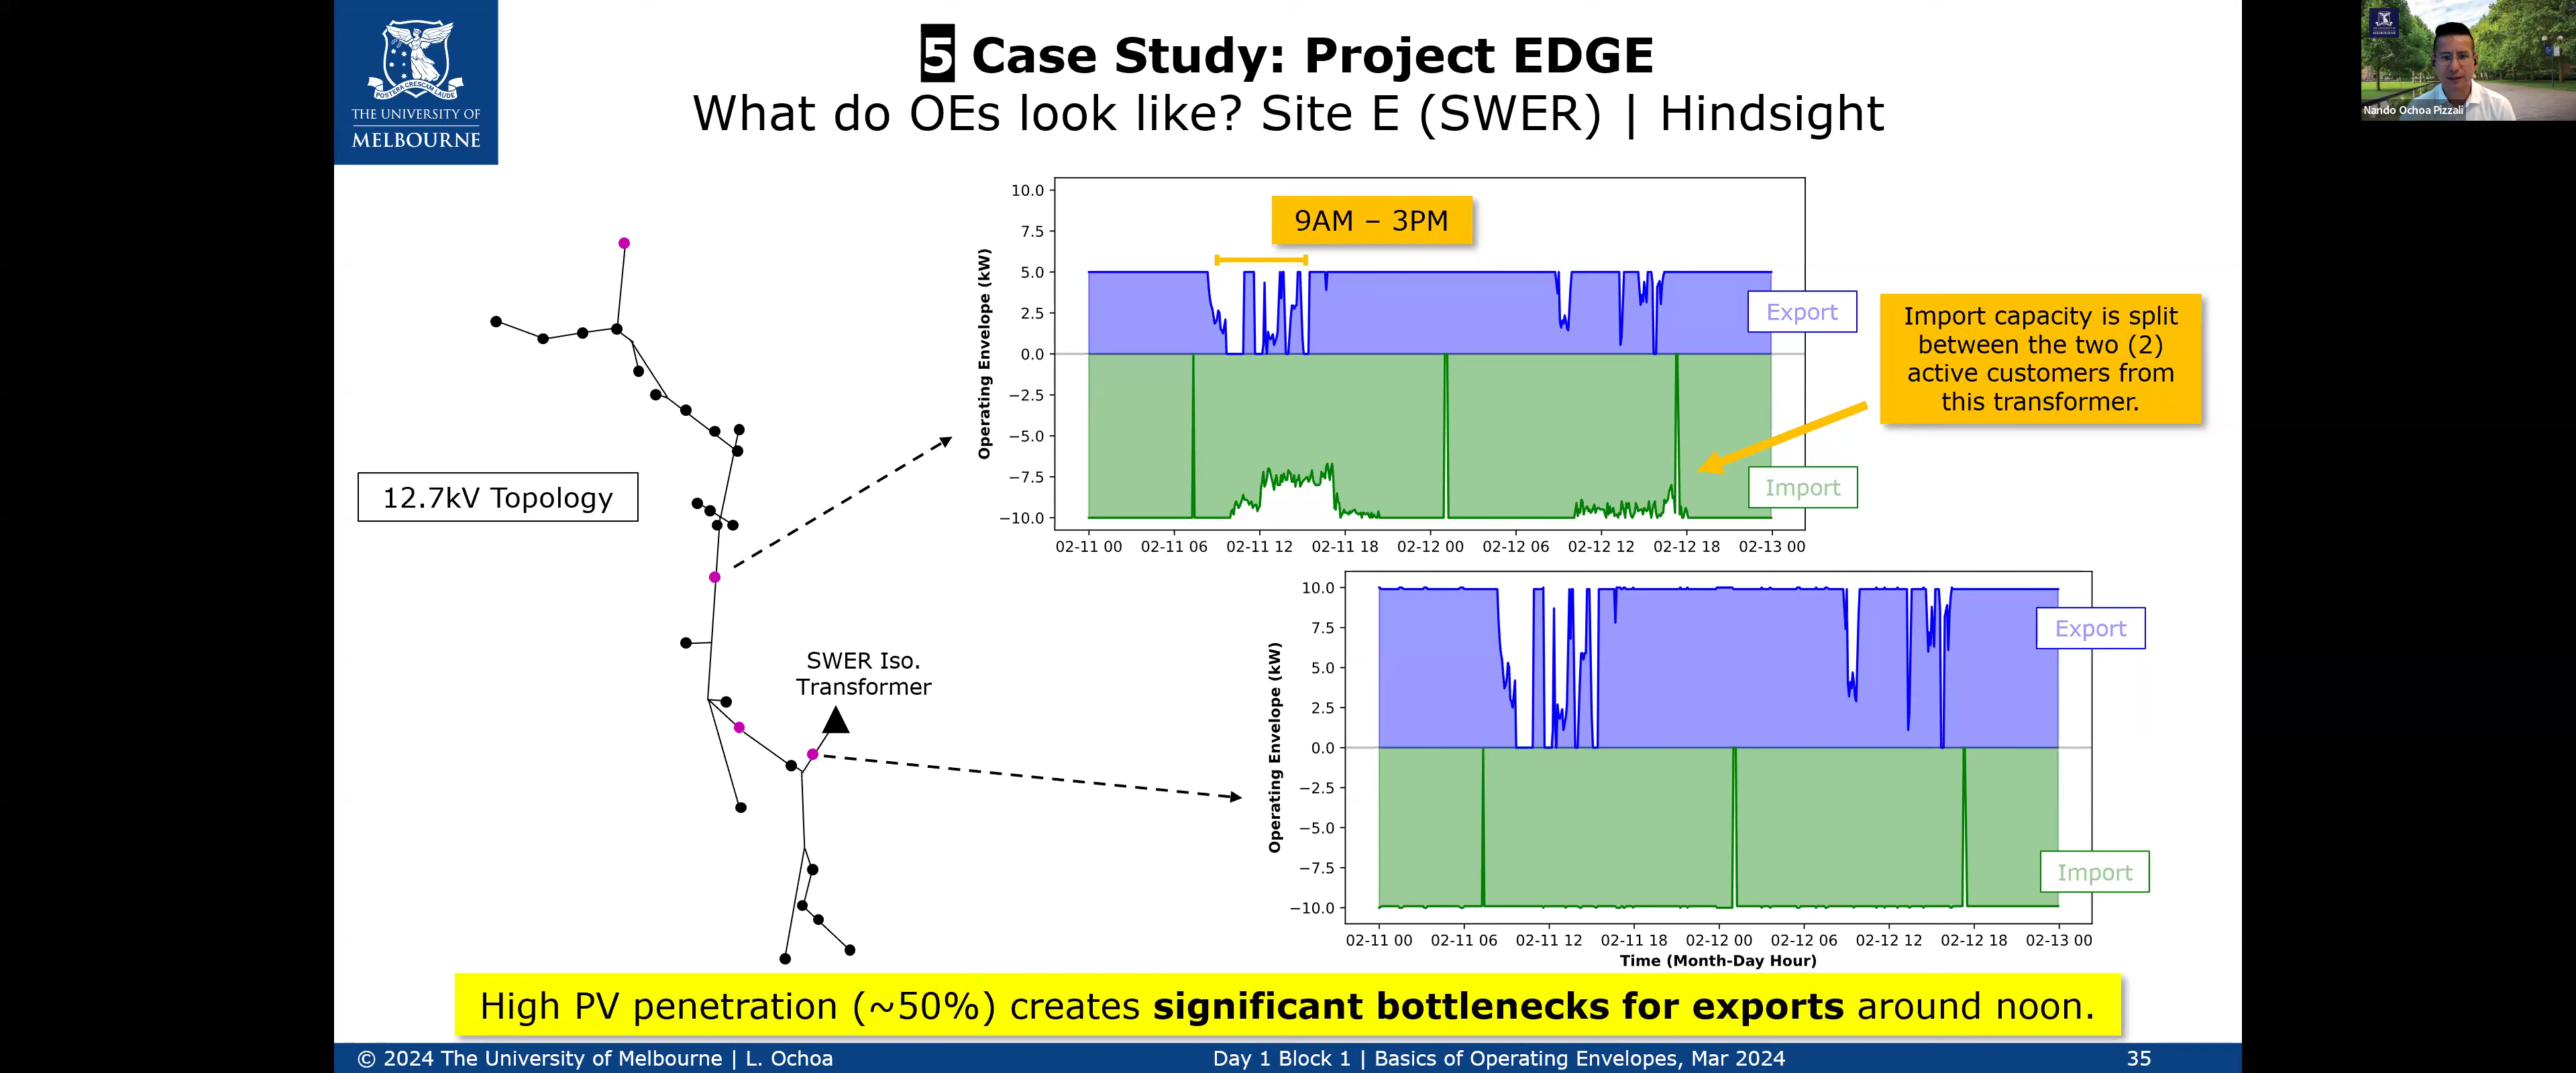 THE UNIVERSITY OF
MELBOURNE
POSTERA CRESCAM LAUDE
5 Case Study: Project EDGE
What do OEs look like? Site E (SWER) | Hindsight
Nando Ochoa Pizzali
12.7kV Topology
SWER Iso.
Transformer
9AM – 3PM
Operating Envelope (kW)
10.0
7.5
5.0
2.5
0.0
−2.5
−5.0
−7.5
−10.0
Export
Import
02-11 00 02-11 06 02-11 12 02-11 18 02-12 00 02-12 06 02-12 12 02-12 18 02-13 00
Import capacity is split
between the two (2)
active customers from
this transformer.
Operating Envelope (kW)
10.0
7.5
5.0
2.5
0.0
−2.5
−5.0
−7.5
−10.0
Export
Import
02-11 00 02-11 06 02-11 12 02-11 18 02-12 00 02-12 06 02-12 12 02-12 18 02-13 00
Time (Month-Day Hour)
High PV penetration (~50%) creates significant bottlenecks for exports around noon.
© 2024 The University of Melbourne | L. Ochoa
Day 1 Block 1 | Basics of Operating Envelopes, Mar 2024
35